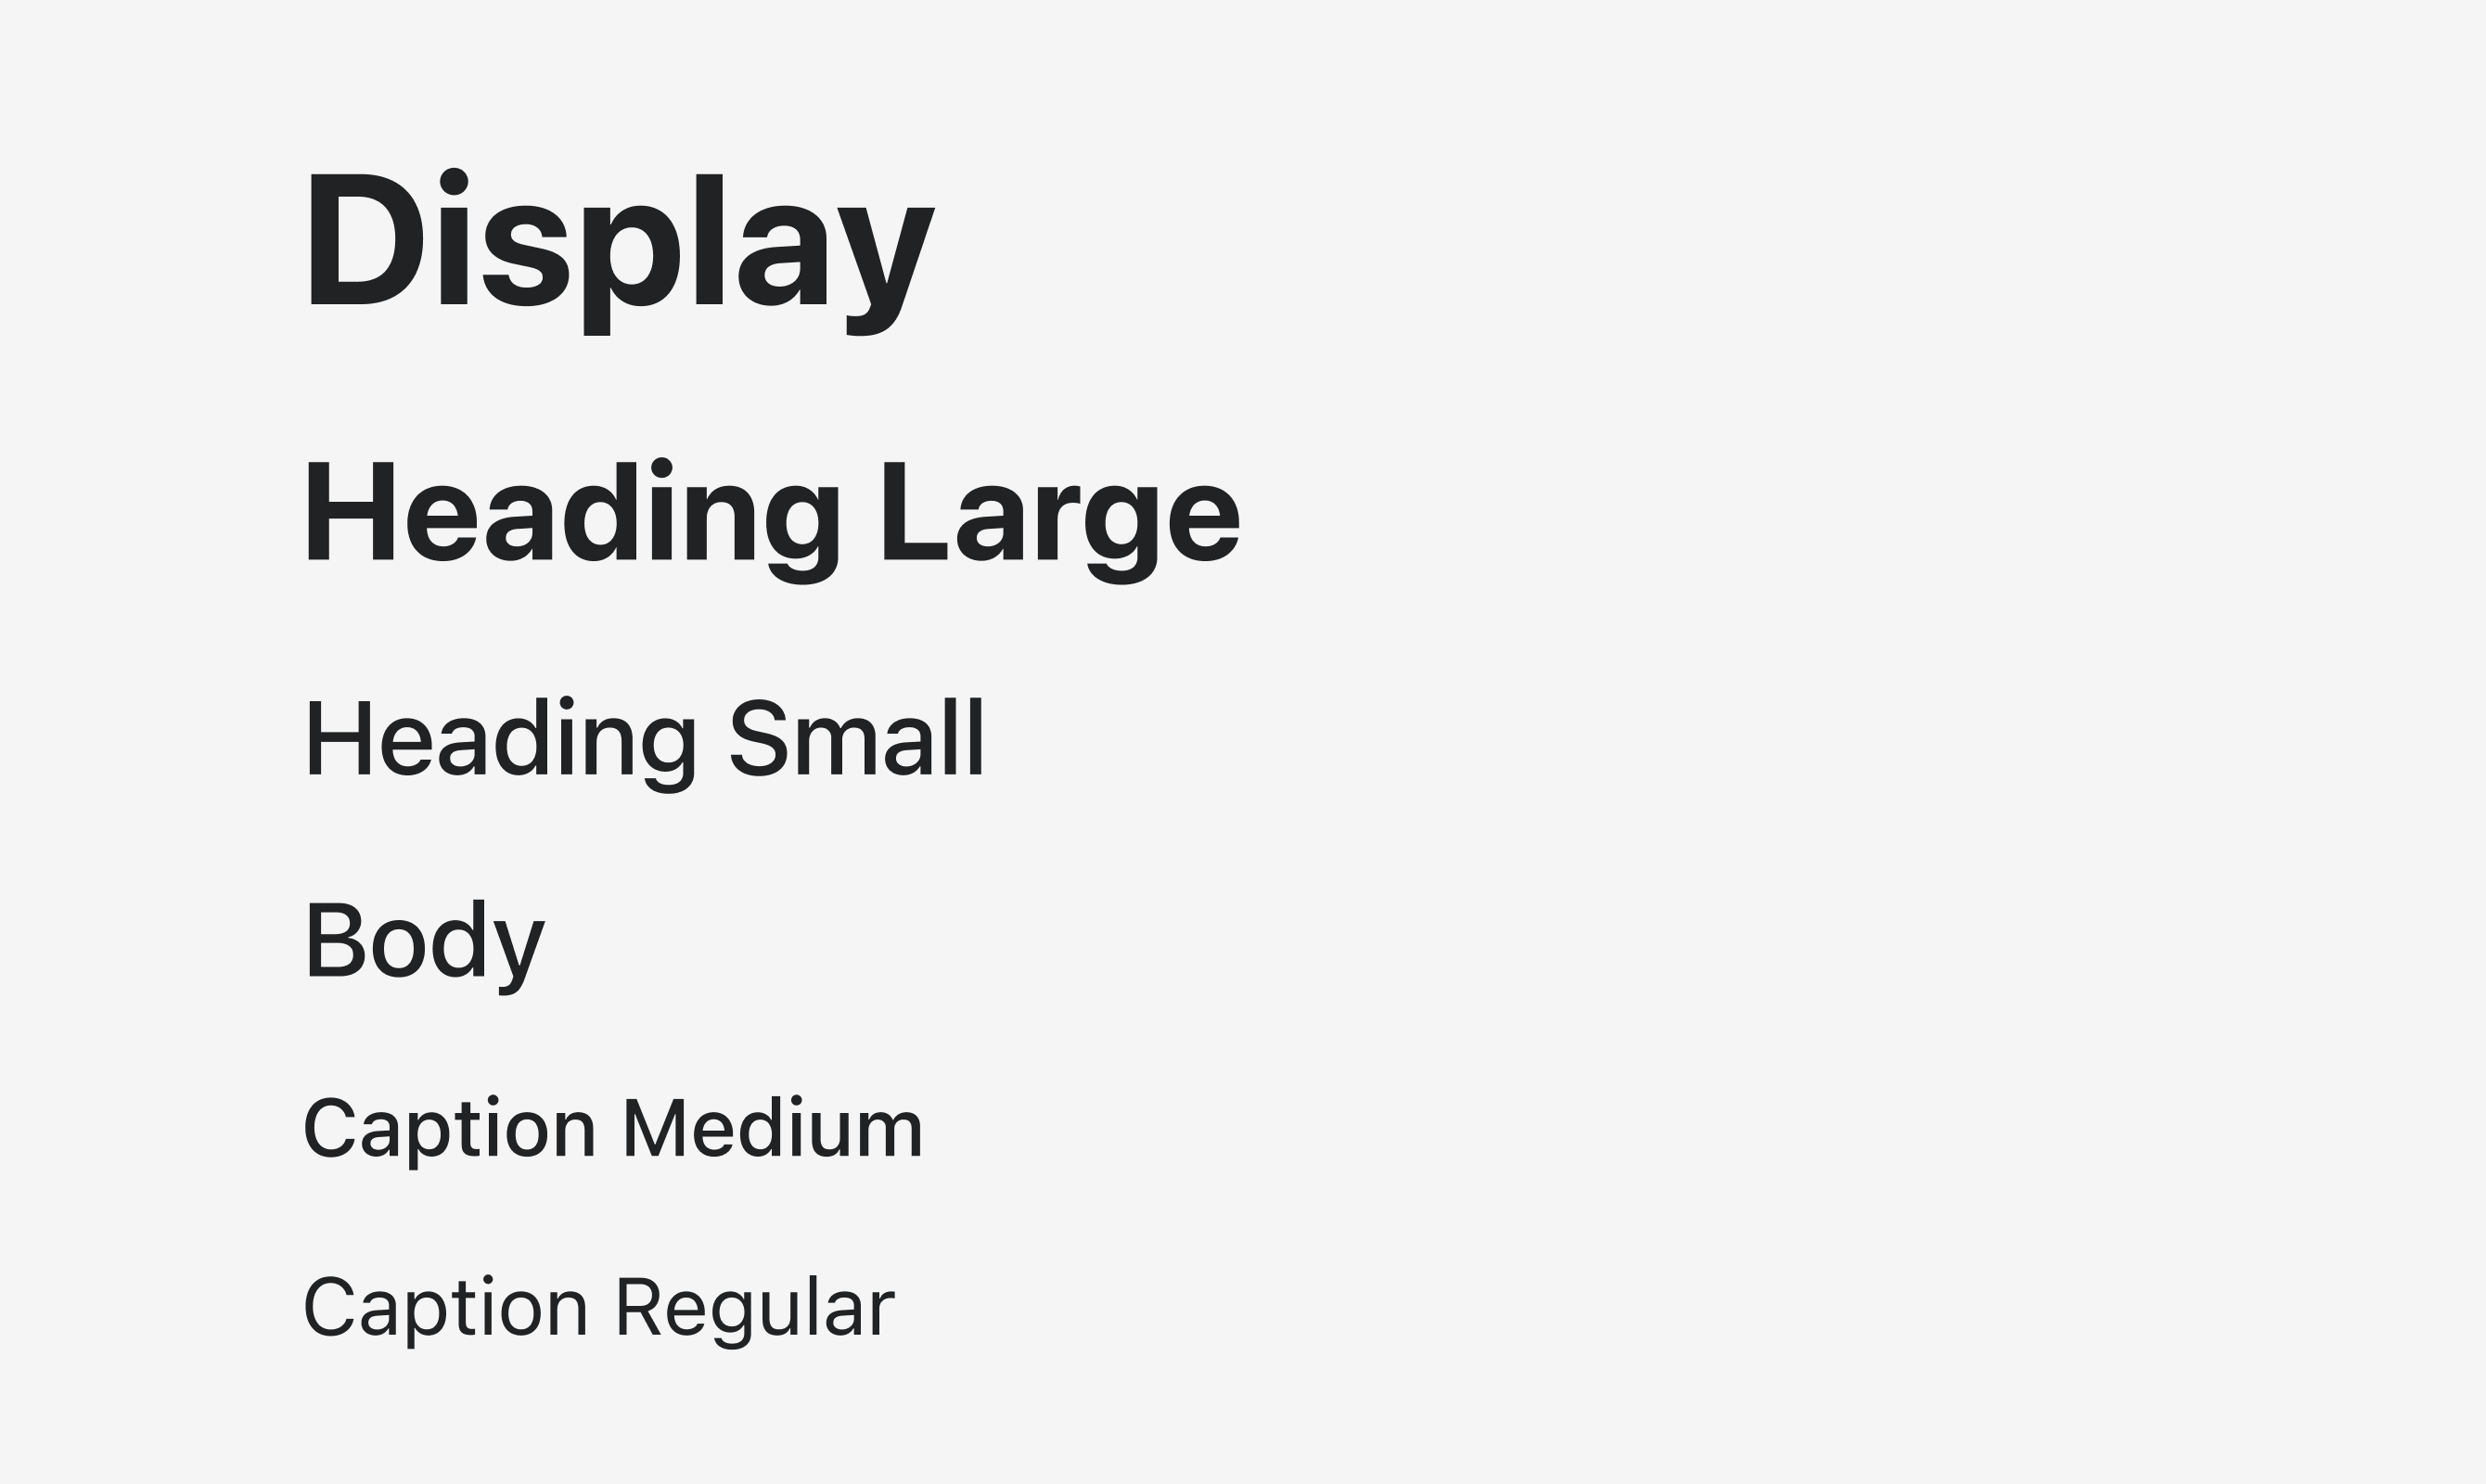 Display
Heading Large
Heading Small
Body
Caption Medium
Caption Regular